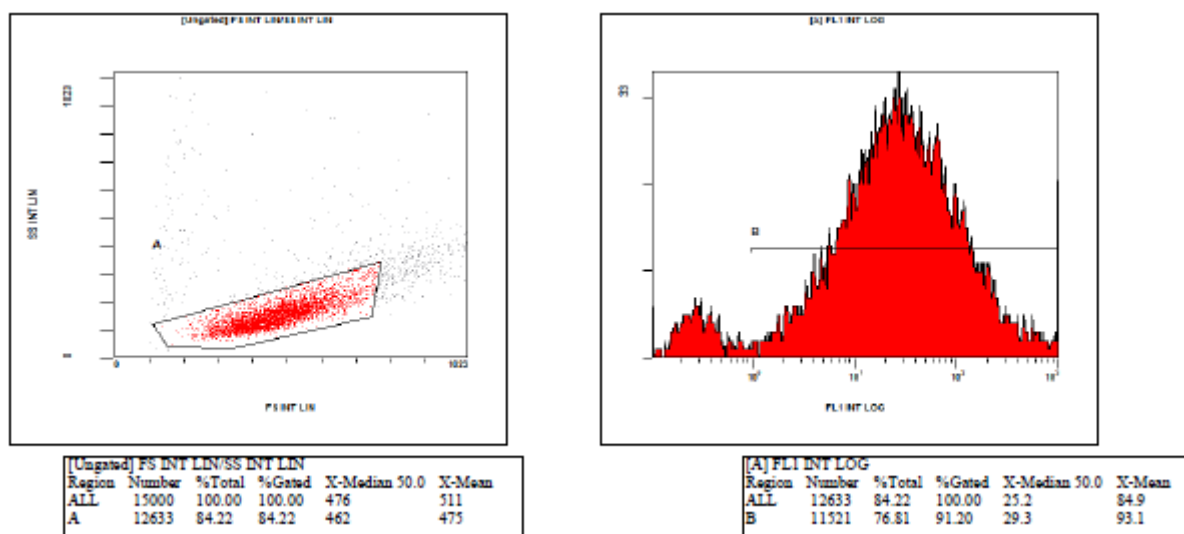 [Ungated] FS INT LIN/SS INT LIN
1023
SS INT LIN
A
0
0
1023
FS INT LIN
[Ungated] FS INT LIN/SS INT LIN
Region Number %Total %Gated X-Median 50.0 X-Mean
ALL 15000 100.00 100.00 476 511
A 12633 84.22 84.22 462 475
[A] FL1 INT LOG
B
10⁰
10¹
FL1 INT LOG
[A] FL1 INT LOG
Region Number %Total %Gated X-Median 50.0 X-Mean
ALL 12633 84.22 100.00 25.2 84.9
B 11521 76.81 91.20 29.3 93.1